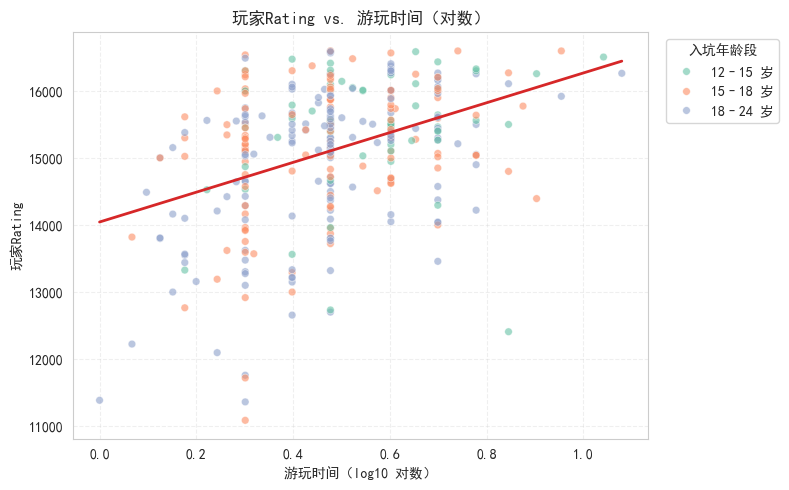 玩家Rating vs. 游玩时间（对数）
入坑年龄段
12-15 岁
15-18 岁
18-24 岁
玩家Rating
16000
15000
14000
13000
12000
11000
0.0 0.2 0.4 0.6 0.8 1.0
游玩时间（log10 对数）